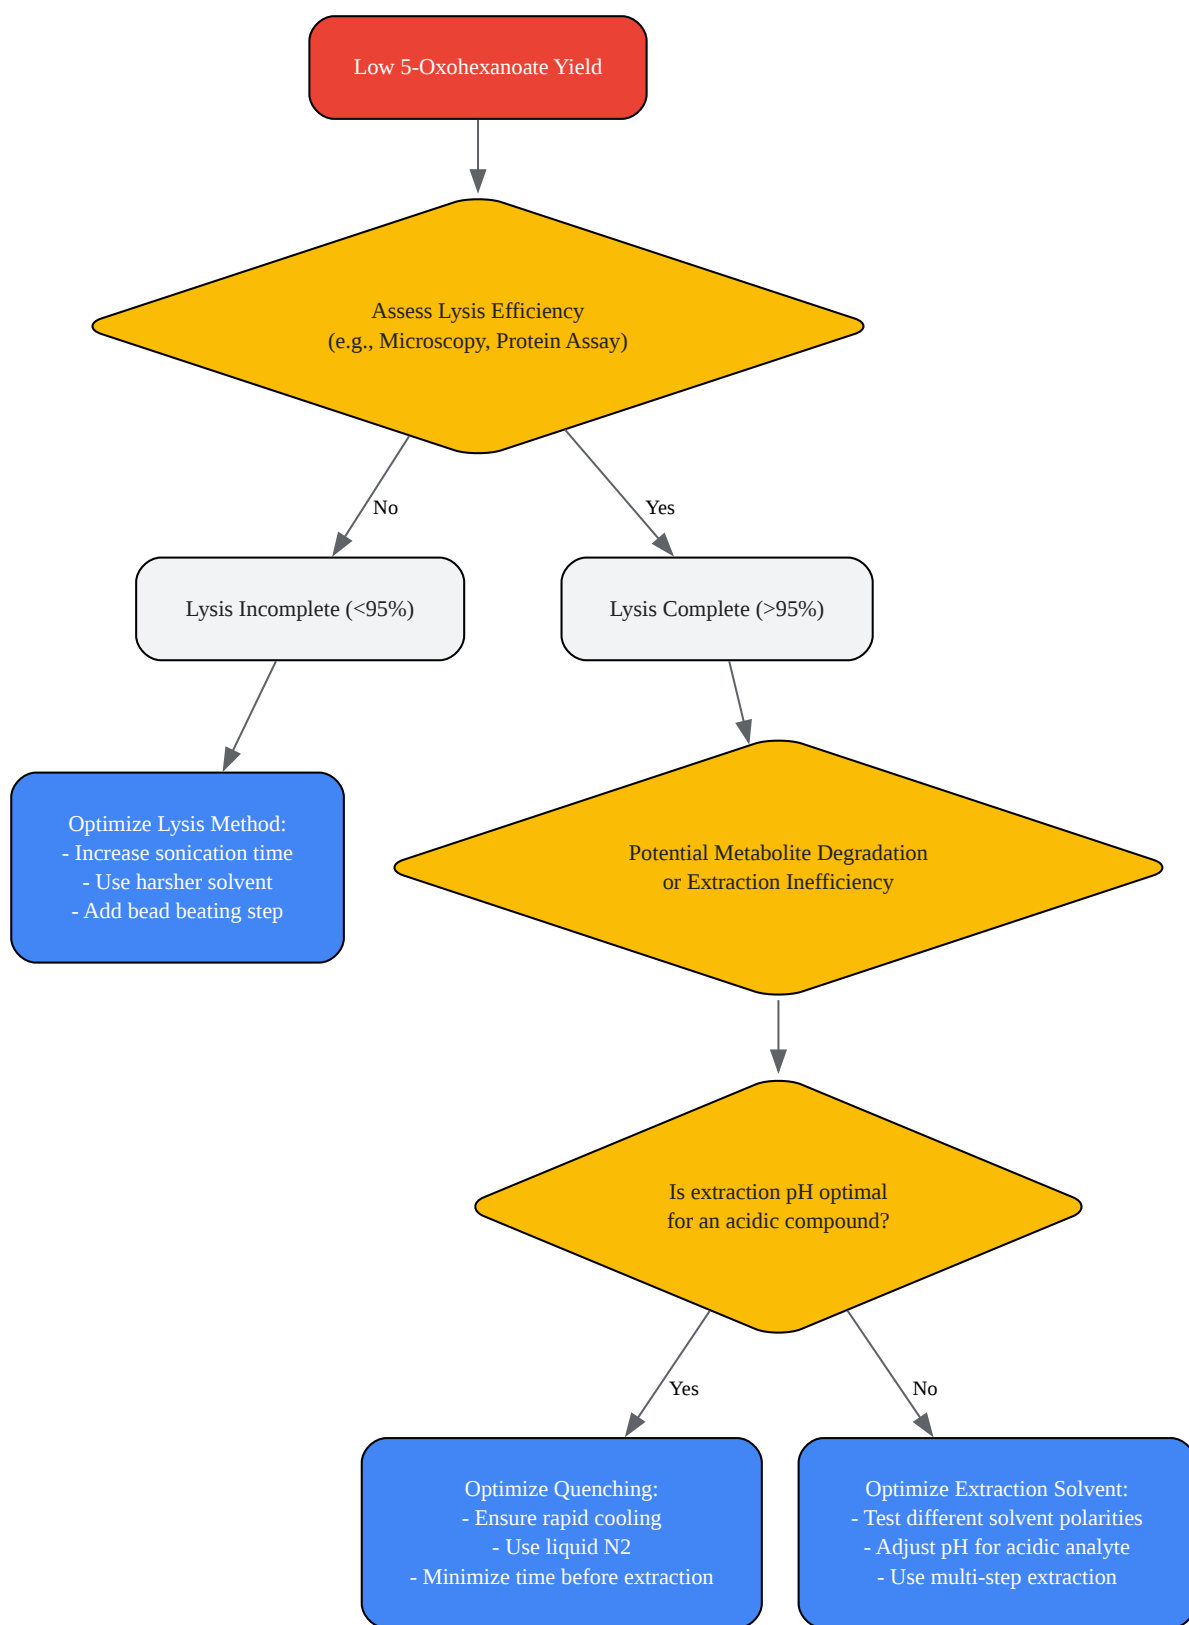 Low 5-Oxohexanoate Yield
Assess Lysis Efficiency
(e.g., Microscopy, Protein Assay)
No
Yes
Lysis Incomplete (<95%)
Lysis Complete (>95%)
Optimize Lysis Method:
- Increase sonication time
- Use harsher solvent
- Add bead beating step
Potential Metabolite Degradation
or Extraction Inefficiency
Is extraction pH optimal
for an acidic compound?
Yes
No
Optimize Quenching:
- Ensure rapid cooling
- Use liquid N2
- Minimize time before extraction
Optimize Extraction Solvent:
- Test different solvent polarities
- Adjust pH for acidic analyte
- Use multi-step extraction